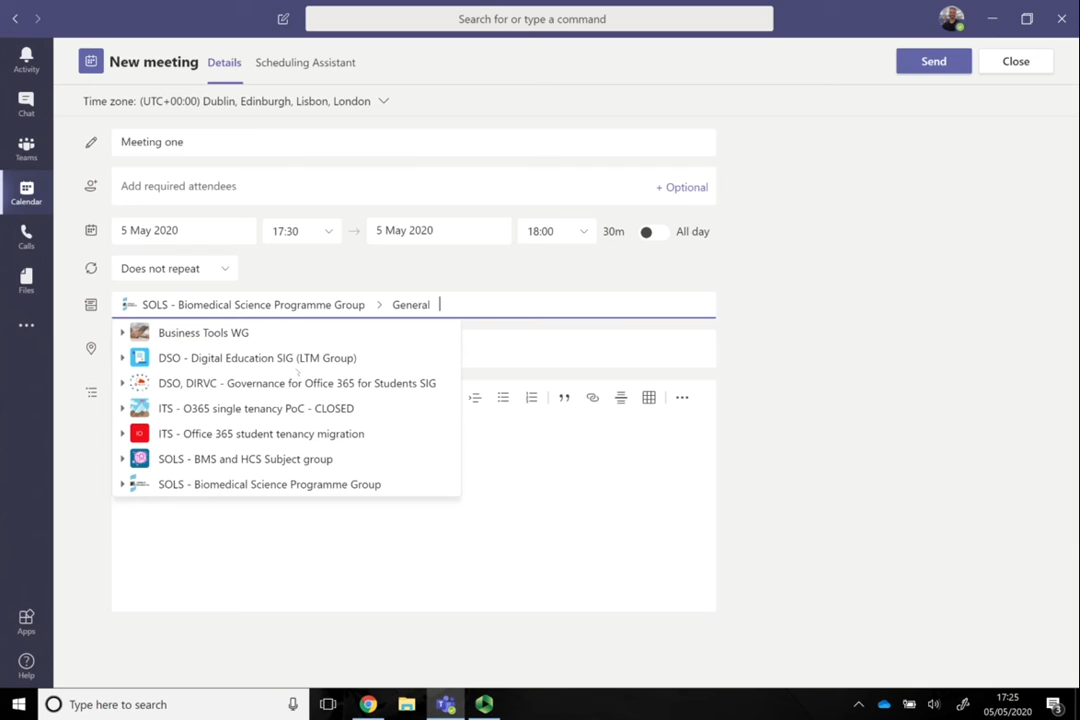 Search for or type a command
Activity
Chat
Teams
Calendar
Calls
Files
Apps
Help
New meeting
Details
Scheduling Assistant
Send
Close
Time zone: (UTC+00:00) Dublin, Edinburgh, Lisbon, London
Meeting one
Add required attendees
+ Optional
5 May 2020
17:30
5 May 2020
18:00
30m
All day
Does not repeat
SOLS - Biomedical Science Programme Group > General
Business Tools WG
DSO - Digital Education SIG (LTM Group)
DSO, DIRVC - Governance for Office 365 for Students SIG
ITS - O365 single tenancy PoC - CLOSED
ITS - Office 365 student tenancy migration
SOLS - BMS and HCS Subject group
SOLS - Biomedical Science Programme Group
Type here to search
17:25
05/05/2020
3